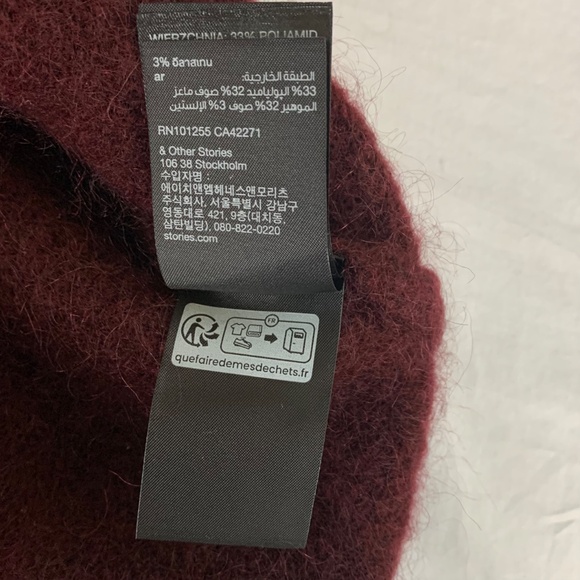 WIERZCHNIA: 33% POLIAMID
3% อีลาสเทน
ar الطبقة الخارجية:
33% البولياميد 32% صوف ماعز
الموهير 32% صوف 3% الإلستين
RN101255 CA42271
& Other Stories
106 38 Stockholm
수입자명 :
에이치앤엠헤네스앤모리츠
주식회사, 서울특별시 강남구
영동대로 421, 9층(대치동,
삼탄빌딩), 080-822-0220
stories.com
FR
quefairedemesdechets.fr